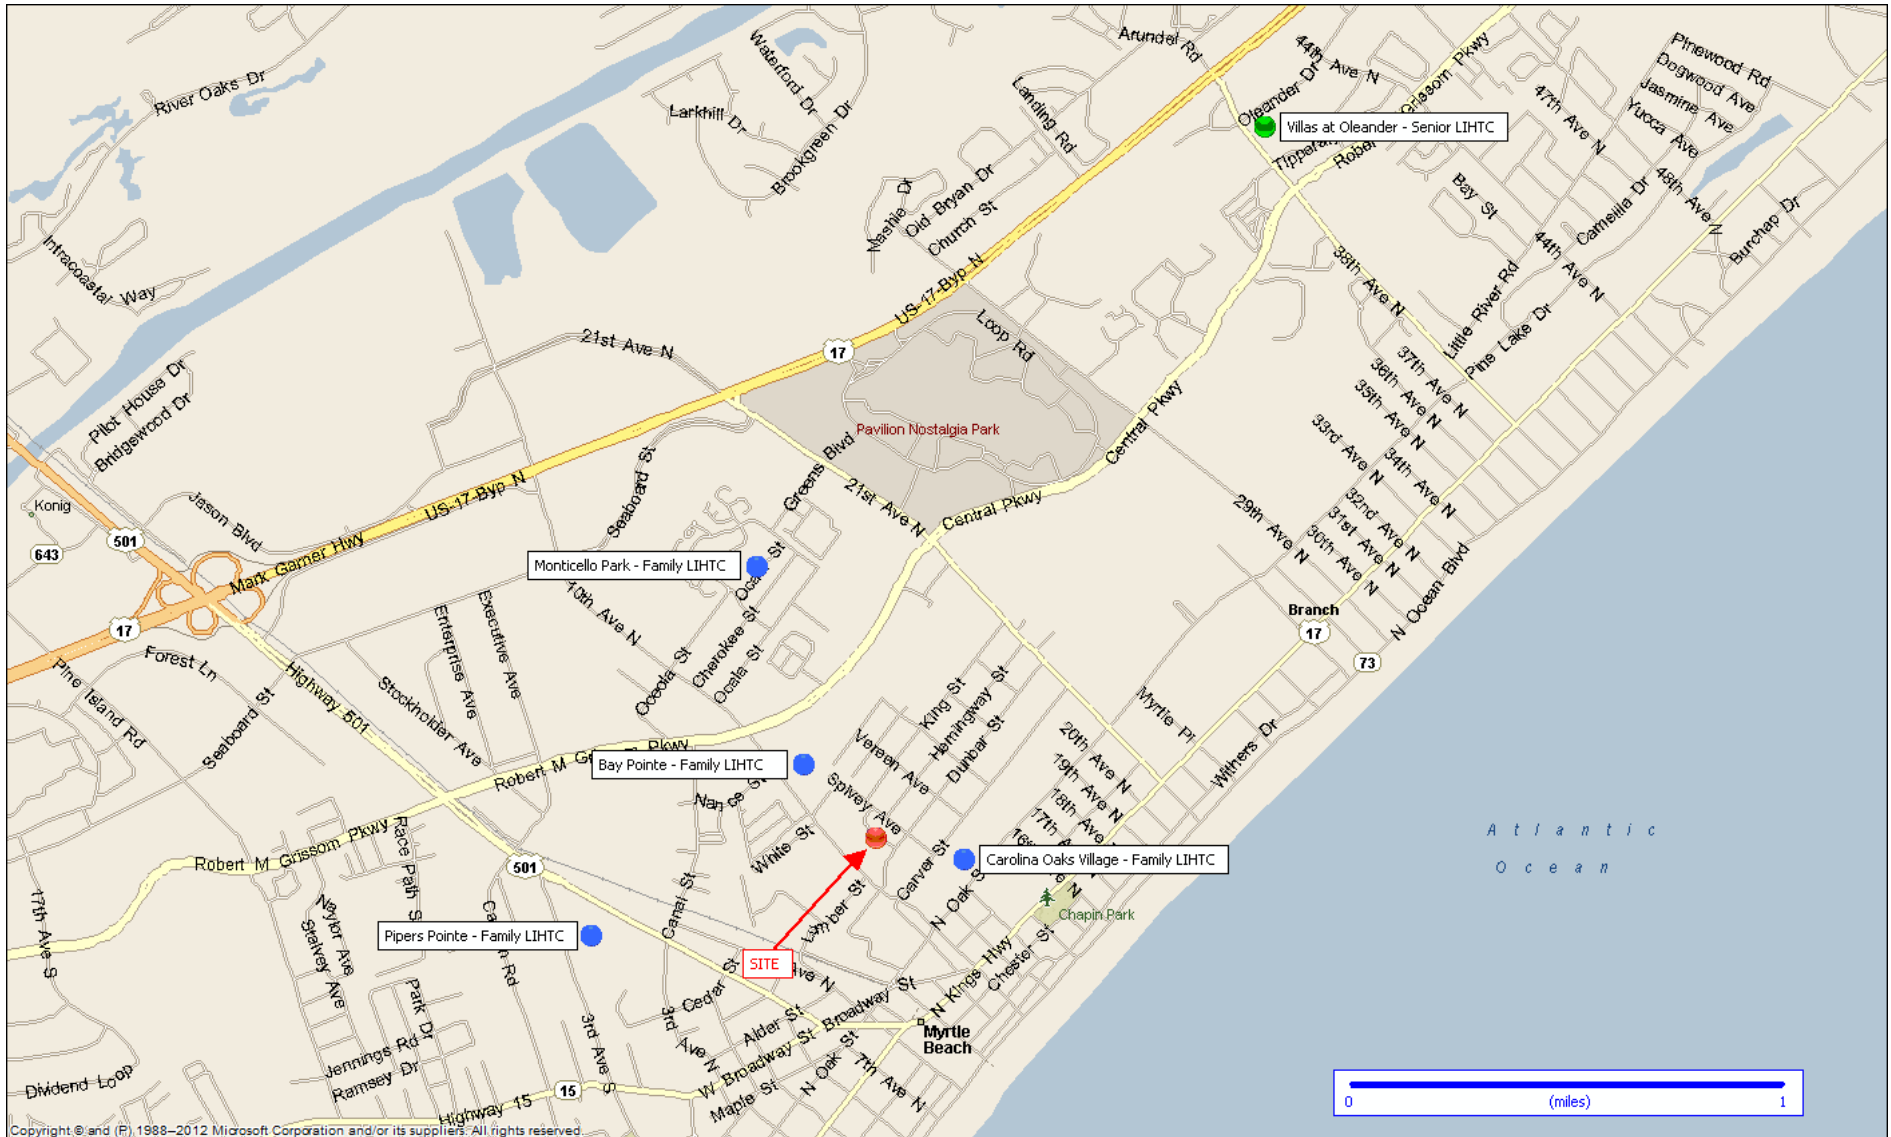 Arundel Rd
44th Ave N
Pinewood Rd
Dogwood Ave
Jasmine Ave
Yucca Ave
Waterford Dr
River Oaks Dr
Larkhill Dr
Brookgreen Dr
Landing Rd
Oleander Dr
47th Ave N
Villas at Oleander - Senior LIHTC
Robert M Grissom Pkwy
48th Ave N
Bay St
Camellia Dr
Burchap Dr
Mashie Dr
Old Bryan Dr
Church St
Intracoastal Way
44th Ave N
38th Ave N
Little River Rd
Pine Lake Dr
US-17-Byp N
Loop Rd
21st Ave N
17
37th Ave N
36th Ave N
35th Ave N
Pilot House Dr
Bridgswood Dr
Pavilion Nostalgia Park
Central Pkwy
33rd Ave N
34th Ave N
Greens Blvd
Seaboard St
US-17-Byp N
21st Ave N
Central Pkwy
32nd Ave N
31st Ave N
30th Ave N
29th Ave N
Konig
Jason Blvd
501
643
Mark Garner Hwy
Monticello Park - Family LIHTC
Ocala St
N Ocean Blvd
10th Ave N
Executive Ave
Enterprise Ave
Branch
17
17
73
Cherokee St
Ocala St
Osceola St
Forest Ln
Pine Island Rd
Highway 501
Stockholder Ave
Seaboard St
King St
Hemingway St
Dunbar St
Myrtle Pl
Withers Dr
Vereen Ave
20th Ave N
19th Ave N
18th Ave N
17th Ave N
Bay Pointe - Family LIHTC
Robert M Grissom Pkwy
Nance St
Spivey Ave
White St
Robert M Grissom Pkwy
Race Path St
501
Carver St
Carolina Oaks Village - Family LIHTC
Atlantic
Ocean
N Oak St
Chapin Park
Canal St
17th Ave S
Naylor Ave
Stalvey Ave
Pipers Pointe - Family LIHTC
SITE
Cedar St
Chester St
N Kings Hwy
Broadway St
Alder St
Park Dr
3rd Ave N
3rd Ave S
Myrtle
Beach
Jennings Rd
Ramsey Dr
W Broadway St
N Oak St
7th Ave N
Maple St
Dividend Loop
15
Highway 15
0
(miles)
1
Copyright © and (P) 1988–2012 Microsoft Corporation and/or its suppliers. All rights reserved.